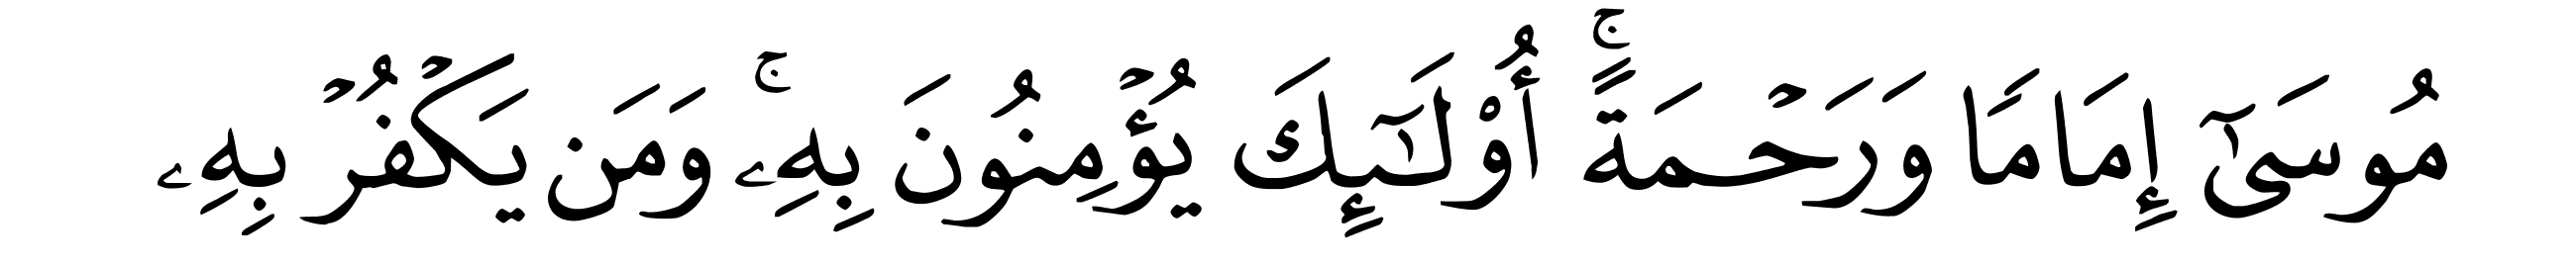 مُوسَىٰٓ إِمَامًا وَرَحۡمَةًۚ أُوْلَـٰٓئِكَ يُؤۡمِنُونَ بِهِۦۚ وَمَن يَكۡفُرۡ بِهِۦ